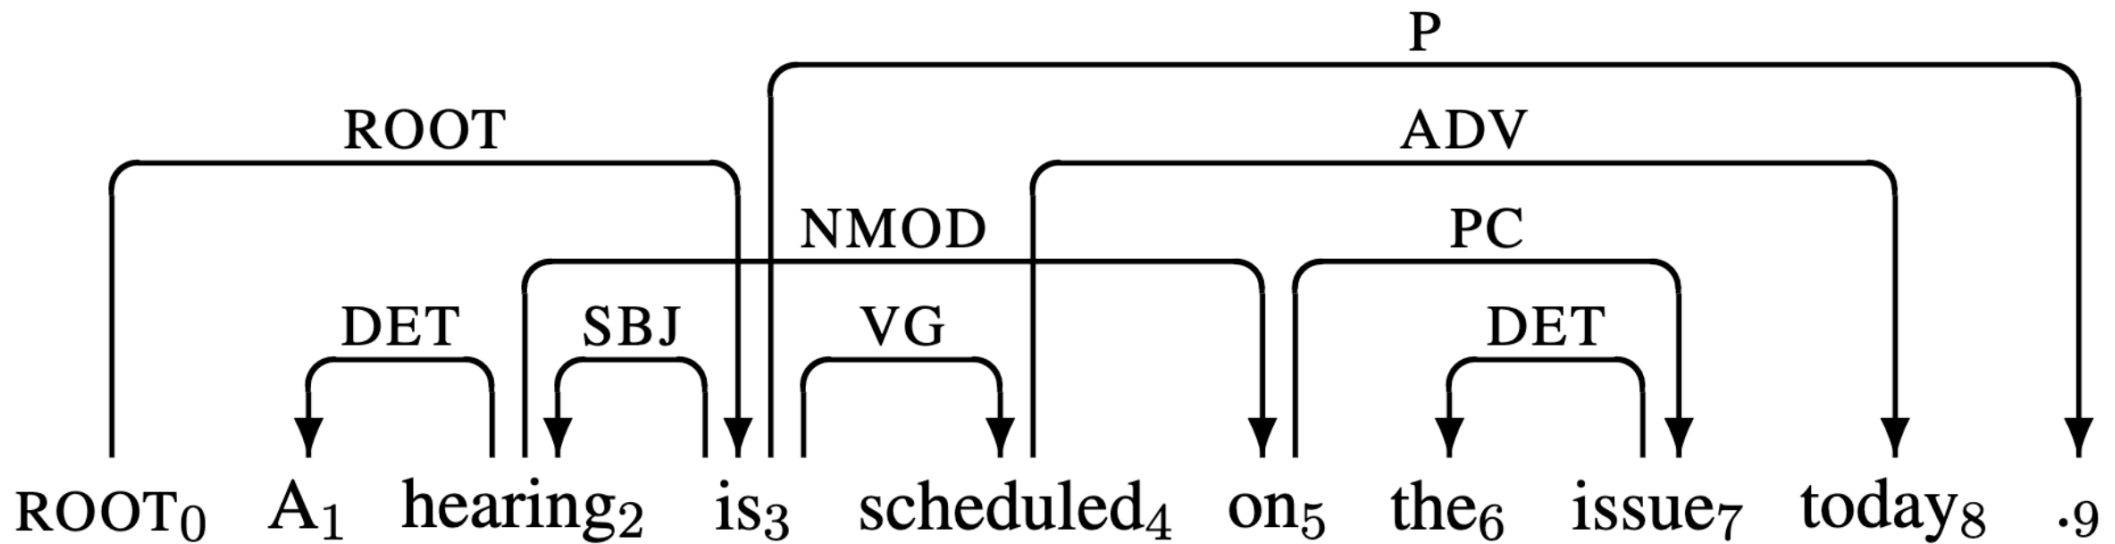 P
ROOT ADV
NMOD PC
DET SBJ VG DET
ROOT0 A1 hearing2 is3 scheduled4 on5 the6 issue7 today8 .9